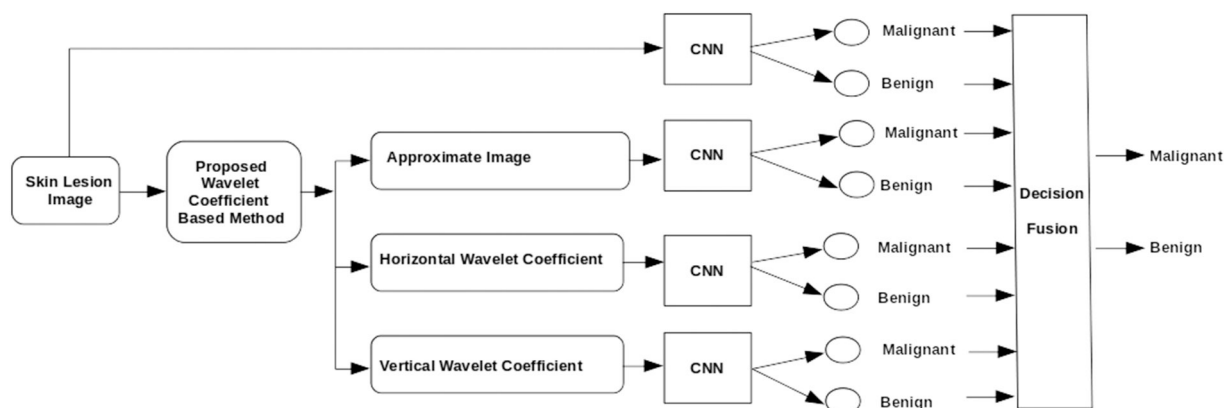 CNN
Malignant
Benign
Skin Lesion
Image
Proposed
Wavelet
Coefficient
Based Method
Approximate Image
CNN
Malignant
Benign
Horizontal Wavelet Coefficient
CNN
Malignant
Benign
Vertical Wavelet Coefficient
CNN
Malignant
Benign
Decision
Fusion
Malignant
Benign